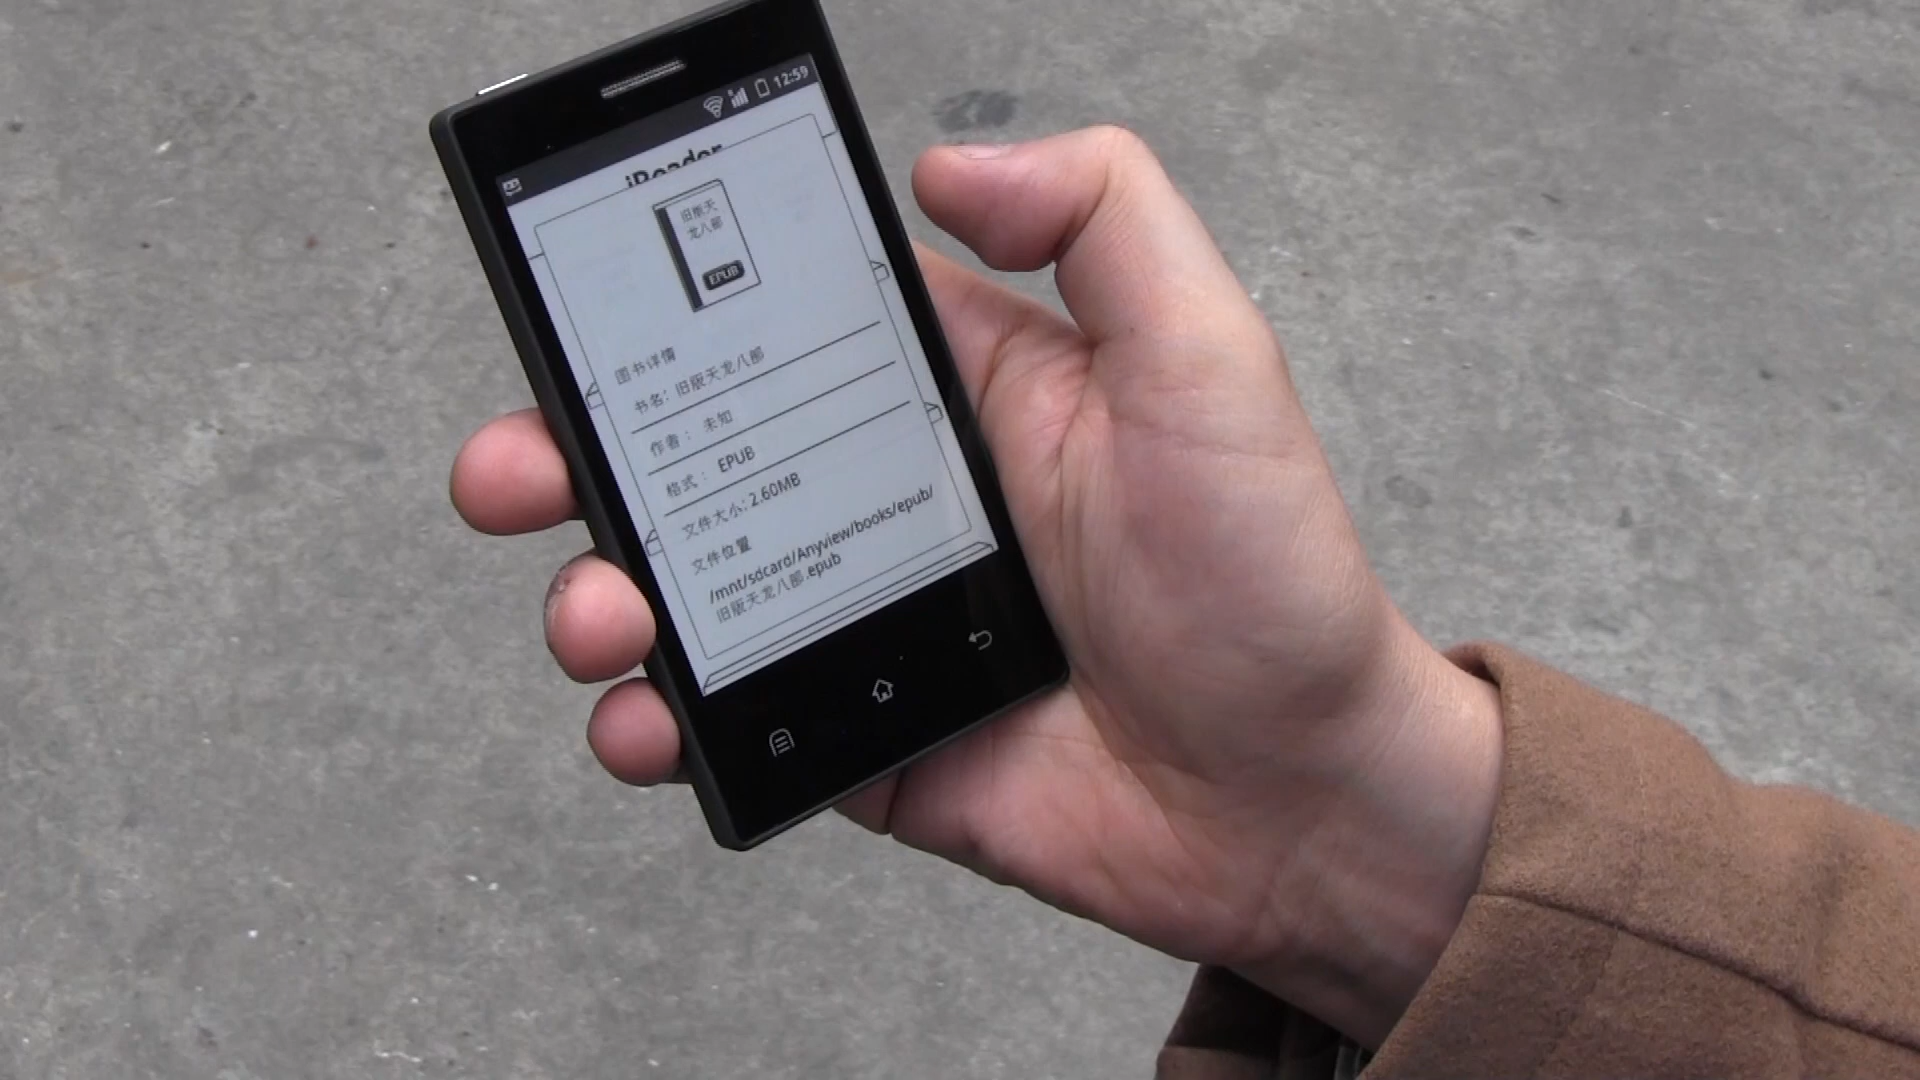 12:59
iReader
旧版天
龙八部
EPUB
图书详情
书名: 旧版天龙八部
作者： 未知
格式： EPUB
文件大小: 2.60MB
文件位置
/mnt/sdcard/Anyview/books/epub/
旧版天龙八部.epub